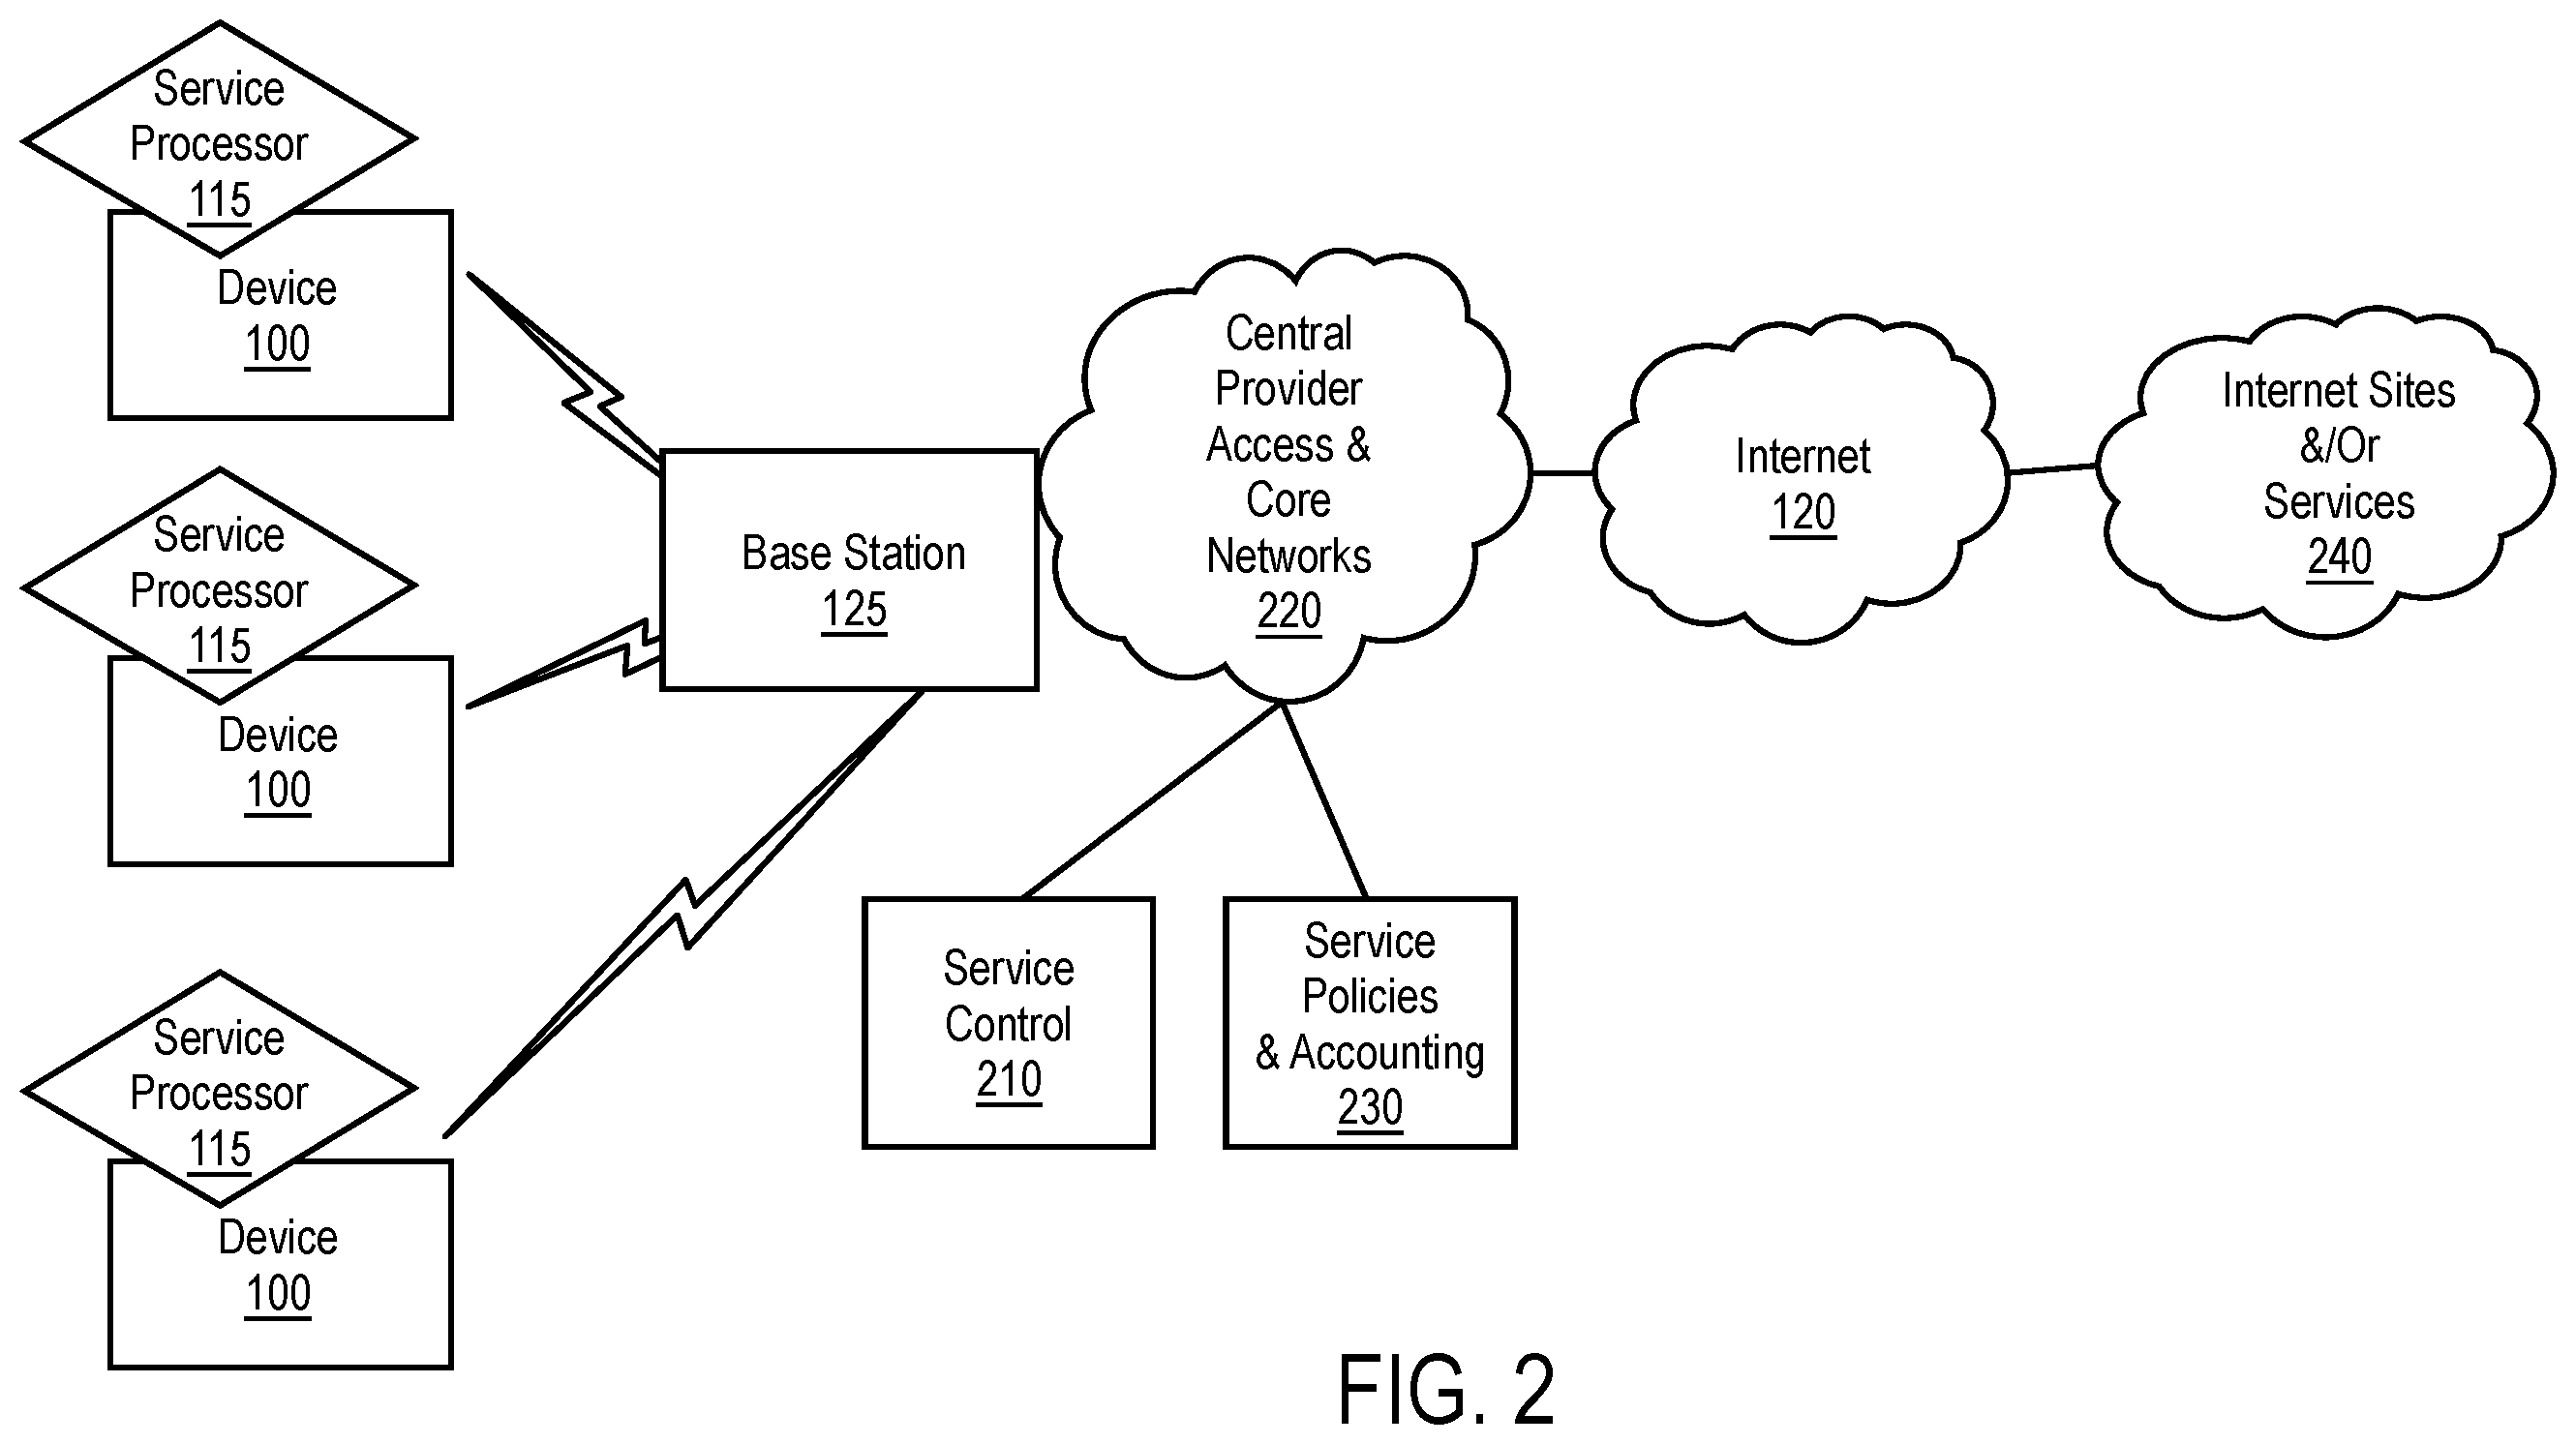 Service
Processor
115
Device
100
Service
Processor
115
Device
100
Service
Processor
115
Device
100
Base Station
125
Central
Provider
Access &
Core
Networks
220
Internet
120
Internet Sites
&/Or
Services
240
Service
Control
210
Service
Policies
& Accounting
230
FIG. 2